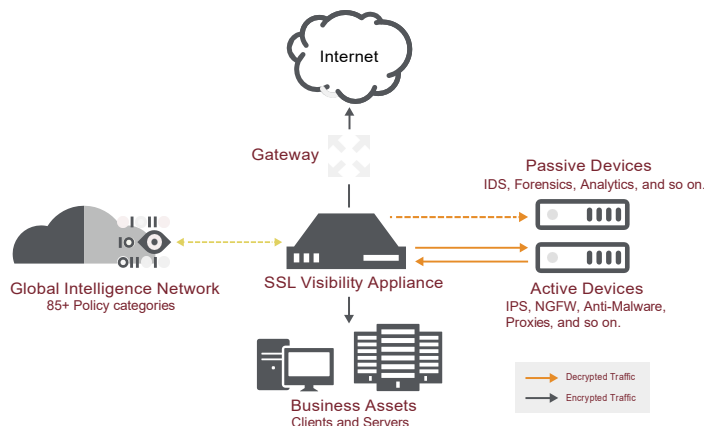 Internet
Gateway
Passive Devices
IDS, Forensics, Analytics, and so on.
Global Intelligence Network
85+ Policy categories
SSL Visibility Appliance
Active Devices
IPS, NGFW, Anti-Malware,
Proxies, and so on.
Business Assets
Clients and Servers
Decrypted Traffic
Encrypted Traffic